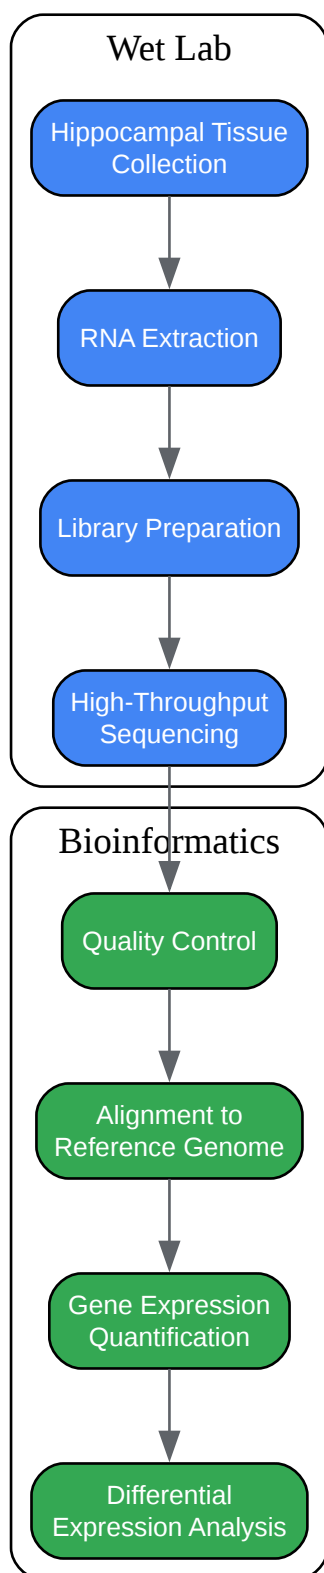 Wet Lab
Hippocampal Tissue
Collection
RNA Extraction
Library Preparation
High-Throughput
Sequencing
Bioinformatics
Quality Control
Alignment to
Reference Genome
Gene Expression
Quantification
Differential
Expression Analysis